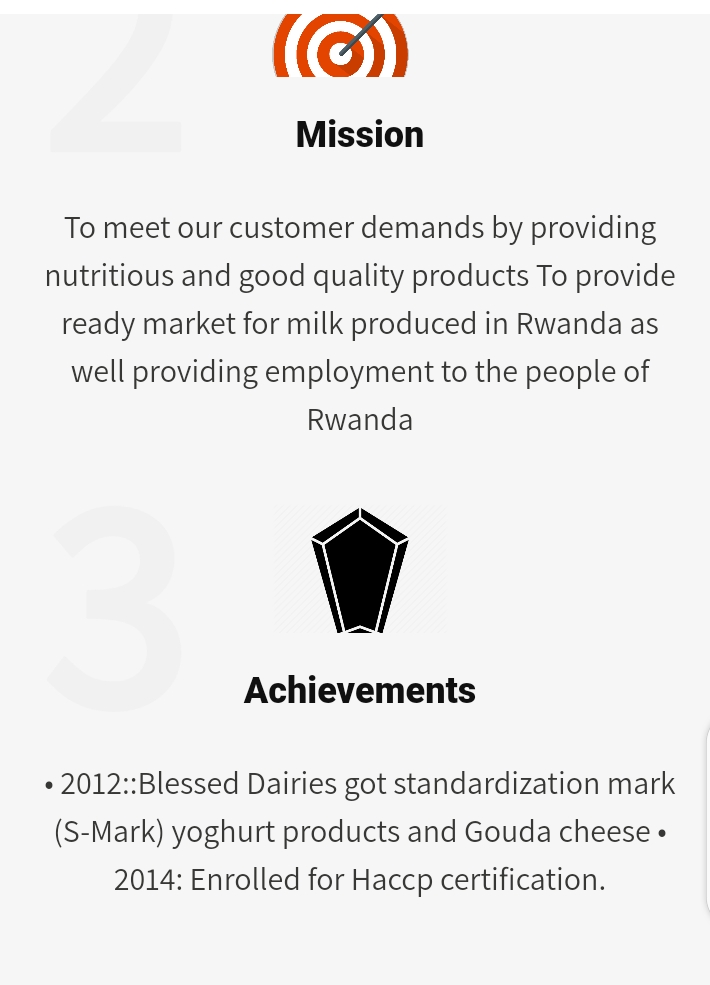 2
Mission
To meet our customer demands by providing
nutritious and good quality products To provide
ready market for milk produced in Rwanda as
well providing employment to the people of
Rwanda
3
Achievements
• 2012::Blessed Dairies got standardization mark
(S-Mark) yoghurt products and Gouda cheese •
2014: Enrolled for Haccp certification.